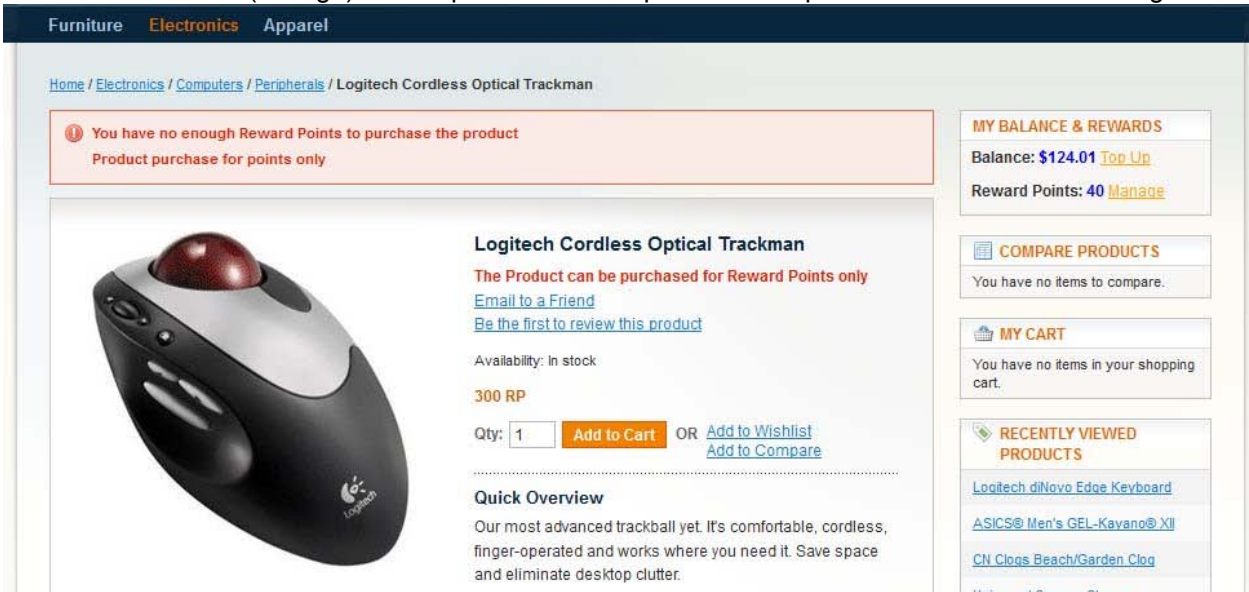 Furniture Electronics Apparel
Home / Electronics / Computers / Peripherals / Logitech Cordless Optical Trackman
You have no enough Reward Points to purchase the product
Product purchase for points only
Logitech Cordless Optical Trackman
The Product can be purchased for Reward Points only
Email to a Friend
Be the first to review this product
Availability: In stock
300 RP
Qty: 1 Add to Cart OR Add to Wishlist
Add to Compare
Quick Overview
Our most advanced trackball yet. It's comfortable, cordless,
finger-operated and works where you need it. Save space
and eliminate desktop clutter.
Logitech
MY BALANCE & REWARDS
Balance: $124.01 Top Up
Reward Points: 40 Manage
COMPARE PRODUCTS
You have no items to compare.
MY CART
You have no items in your shopping
cart.
RECENTLY VIEWED
PRODUCTS
Logitech diNovo Edge Keyboard
ASICS® Men's GEL-Kayano® XII
CN Clogs Beach/Garden Clog